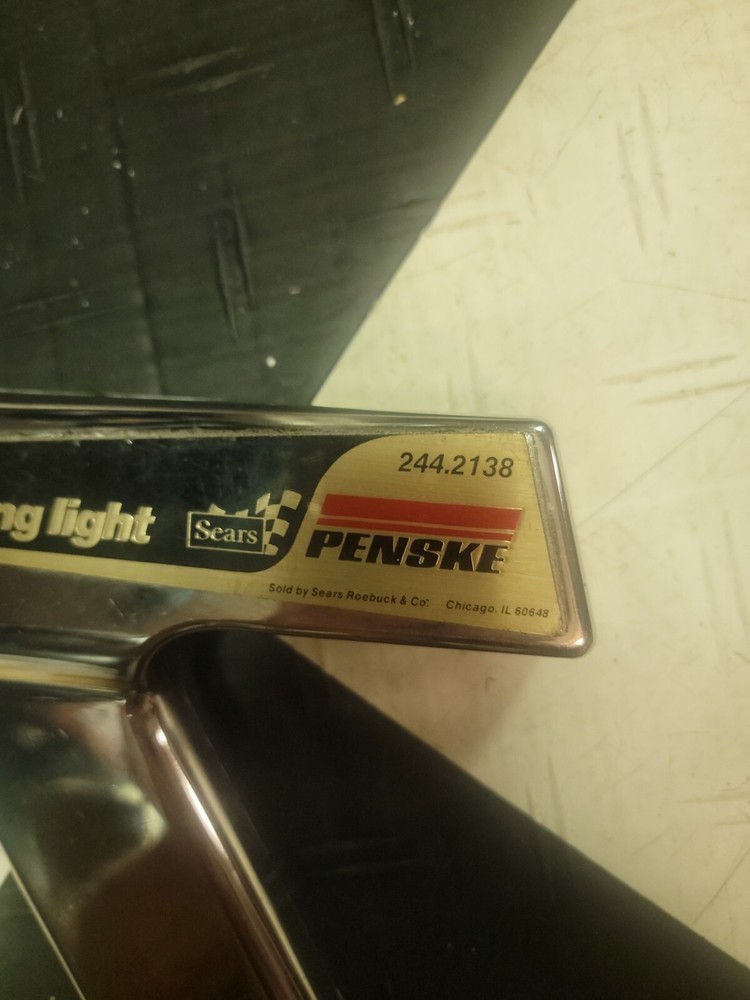 244.2138
ng light
Sears
PENSKE
Sold by Sears Roebuck & Co. Chicago, IL 60648